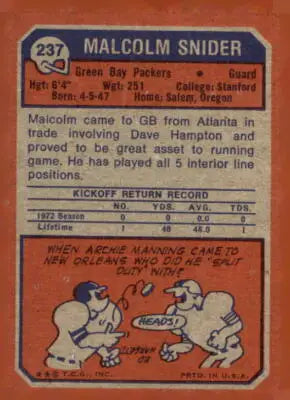 237
MALCOLM SNIDER
Green Bay Packers • Guard
Hgt: 6'4" Wgt: 251 College: Stanford
Born: 4-5-47 Home: Salem, Oregon
Malcolm came to GB from Atlanta in
trade involving Dave Hampton and
proved to be great asset to running
game. He has played all 5 interior line
positions.
KICKOFF RETURN RECORD
NO. YDS. AVG. TDS.
1972 Season 0 0 0.0 0
Lifetime 1 48 48.0 1
WHEN ARCHIE MANNING CAME TO
NEW ORLEANS WHO DID HE "SPLIT
DUTY" WITH?
HEADS!
ED HARGETT
© T.C.G., INC.
PRTD. IN U.S.A.